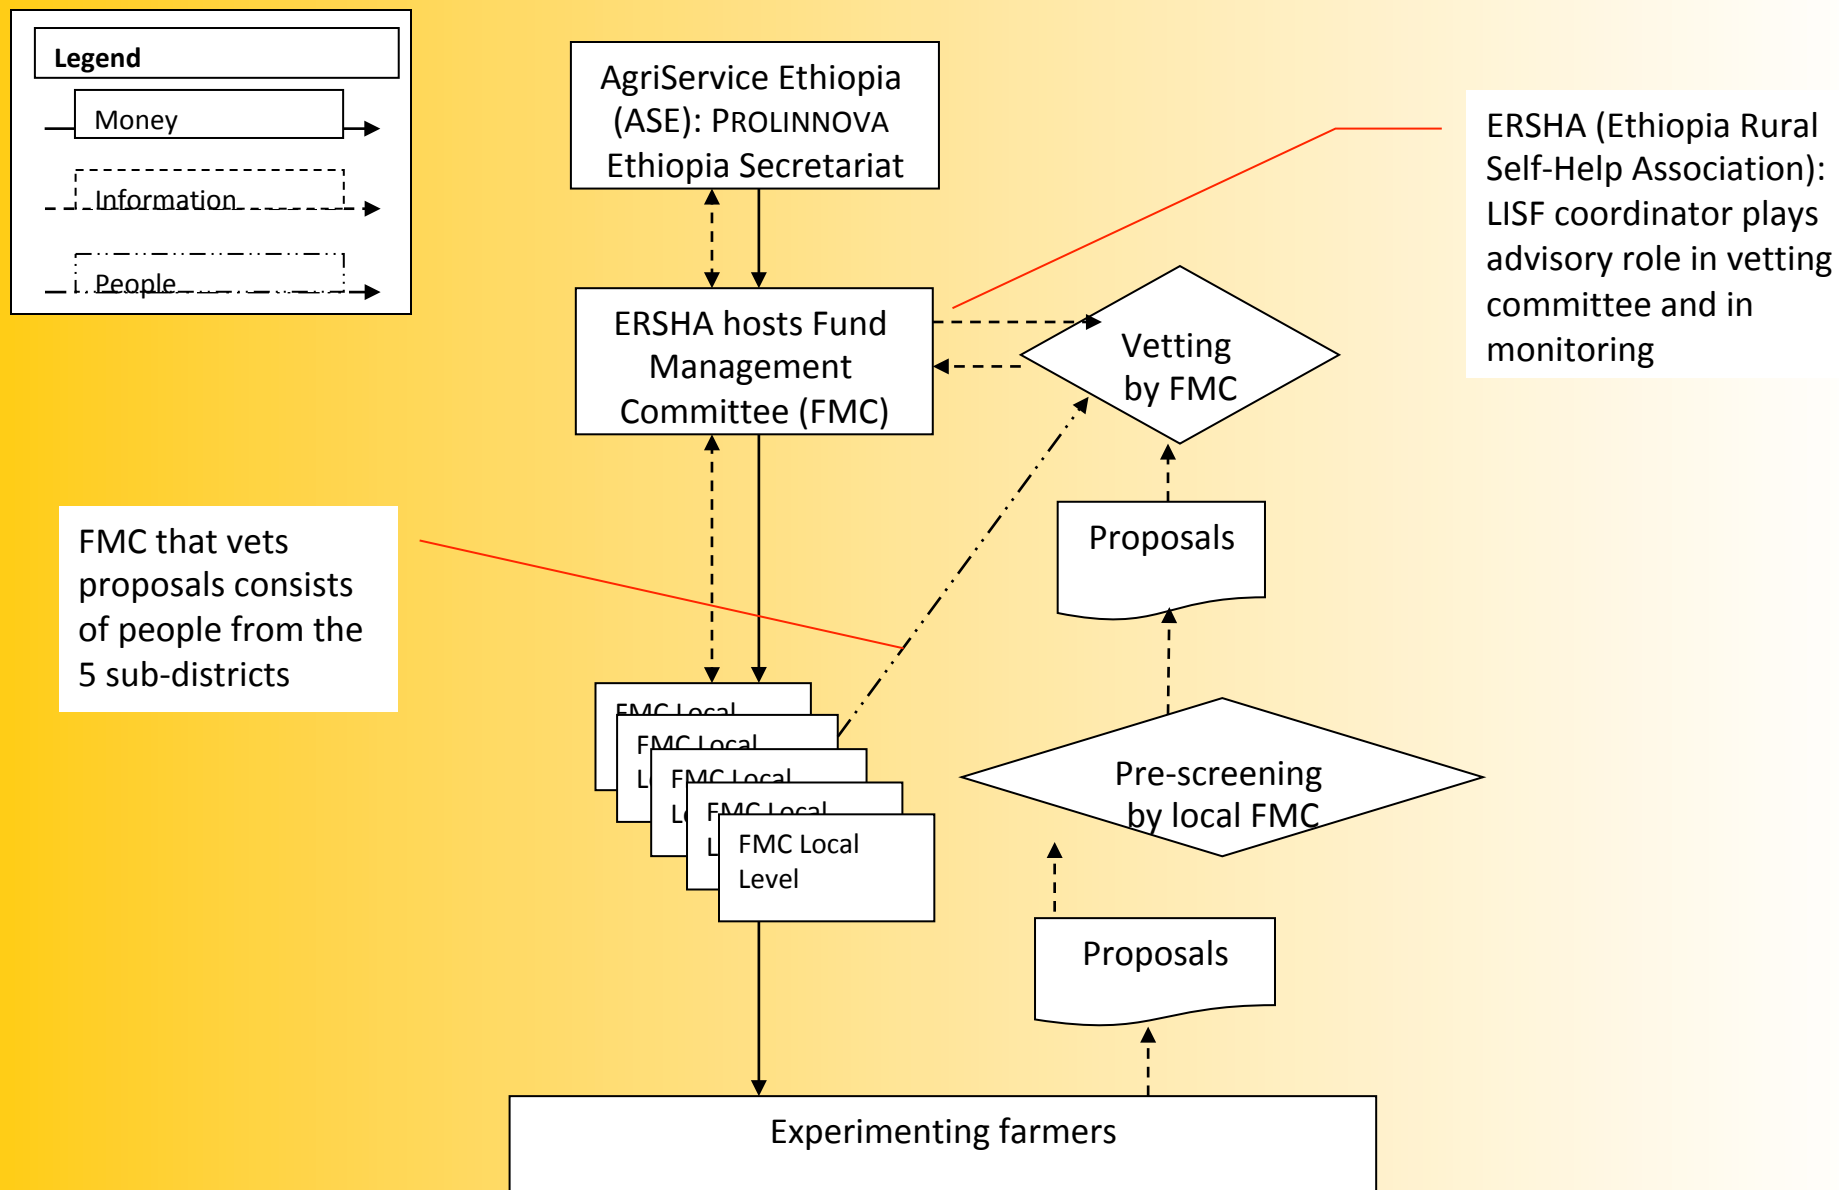 Legend
Money
Information
People
AgriService Ethiopia
(ASE): PROLINNOVA
Ethiopia Secretariat
ERSHA (Ethiopia Rural
Self-Help Association):
LISF coordinator plays
advisory role in vetting
committee and in
monitoring
ERSHA hosts Fund
Management
Committee (FMC)
Vetting
by FMC
FMC that vets
proposals consists
of people from the
5 sub-districts
Proposals
FMC Local
FMC Local
FMC Local
FMC Local
FMC Local
Level
Pre-screening
by local FMC
Proposals
Experimenting farmers